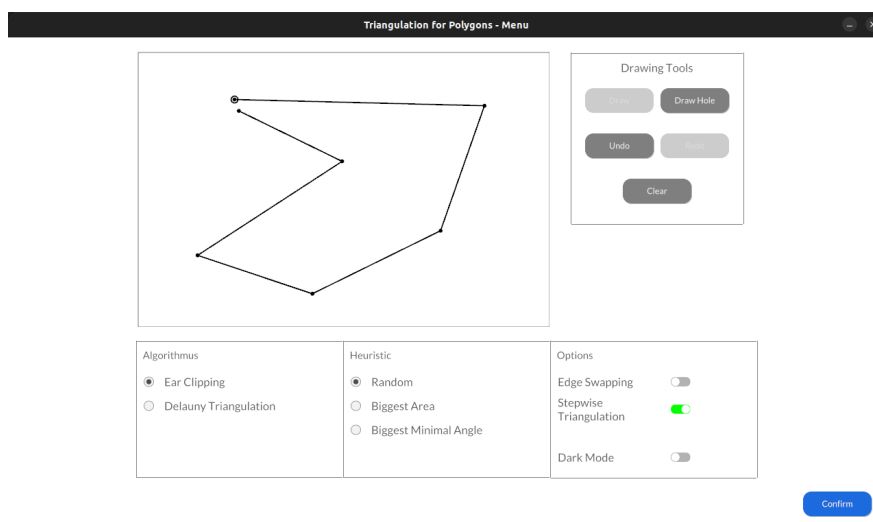 Triangulation for Polygons - Menu
Drawing Tools
Draw
Draw Hole
Undo
Clear
Algorithmus
Ear Clipping
Delauny Triangulation
Heuristic
Random
Biggest Area
Biggest Minimal Angle
Options
Edge Swapping
Stepwise
Triangulation
Dark Mode
Confirm